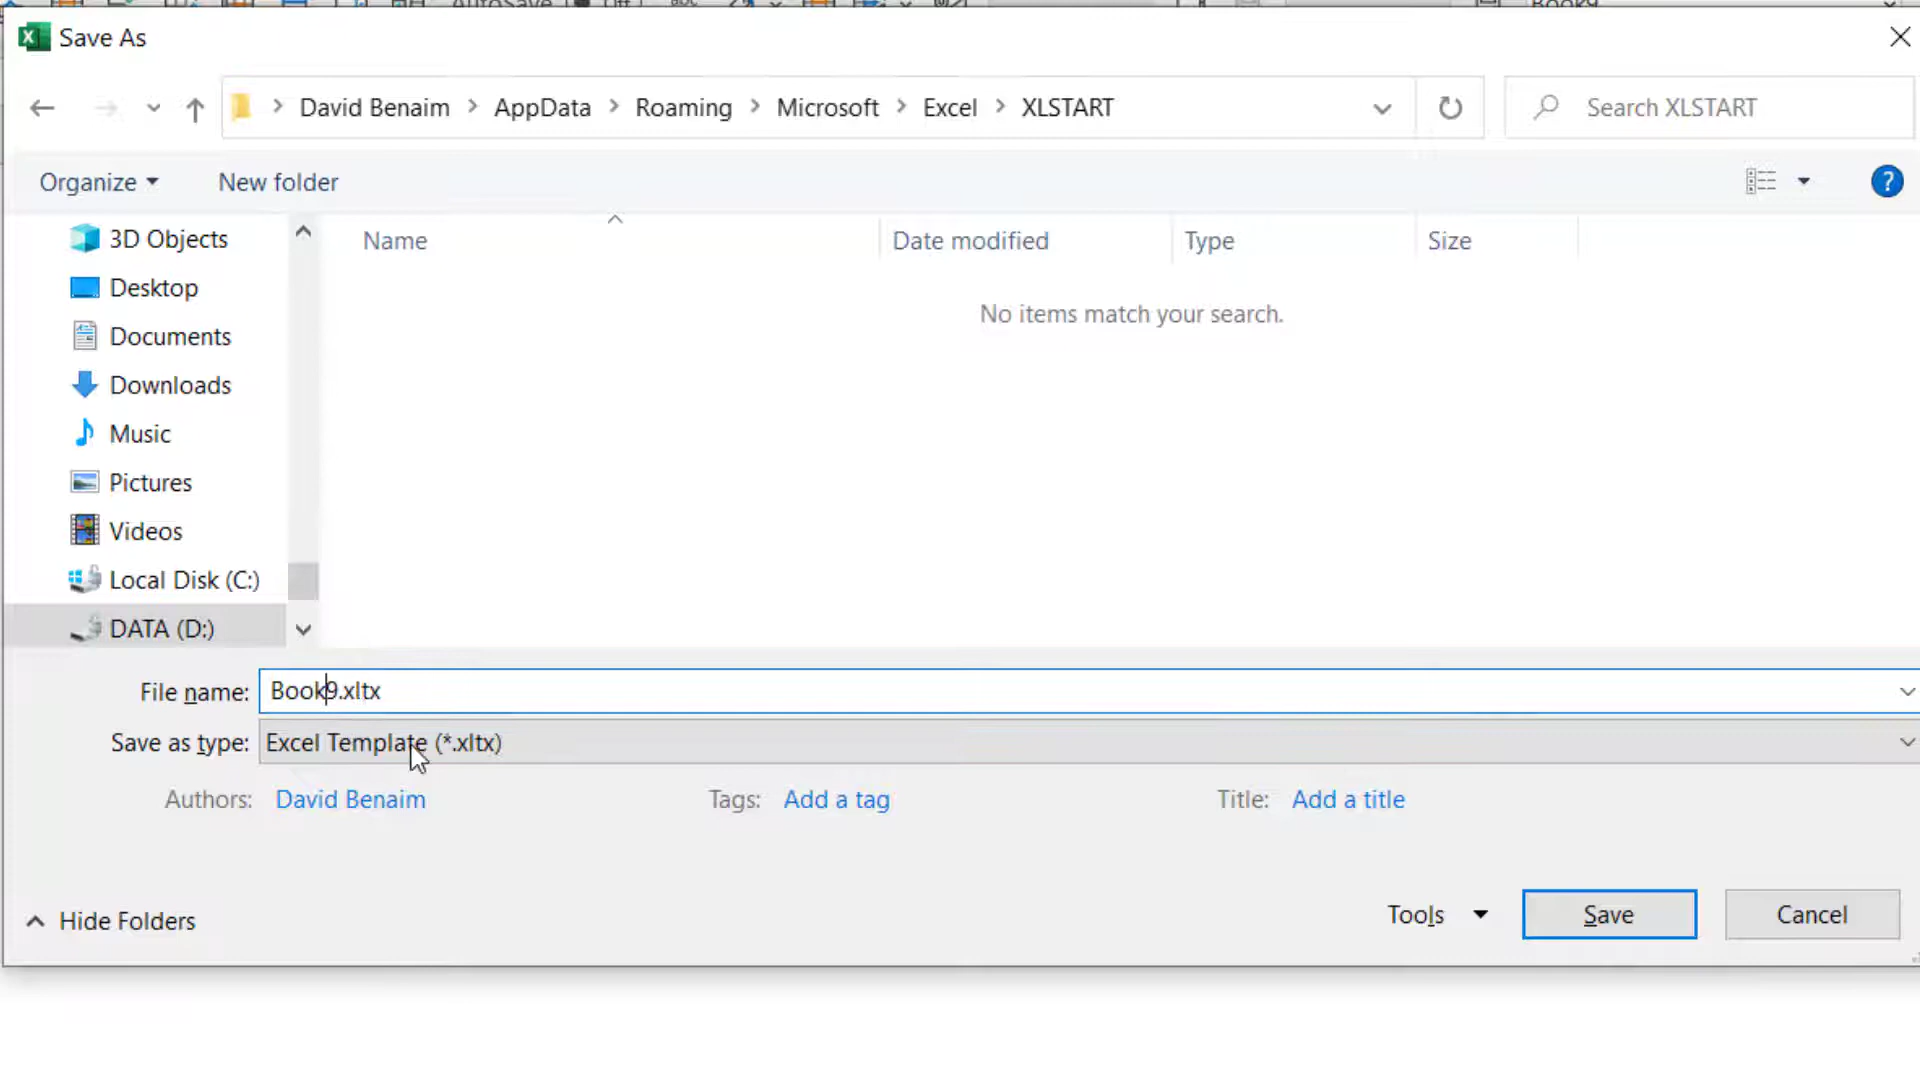 AutoSave Off Book9
Save As
David Benaim AppData Roaming Microsoft Excel XLSTART Search XLSTART
Organize New folder
3D Objects
Desktop
Documents
Downloads
Music
Pictures
Videos
Local Disk (C:)
DATA (D:)
Name Date modified Type Size
No items match your search.
File name: Book9.xltx
Save as type: Excel Template (*.xltx)
Authors: David Benaim Tags: Add a tag Title: Add a title
Hide Folders Tools Save Cancel